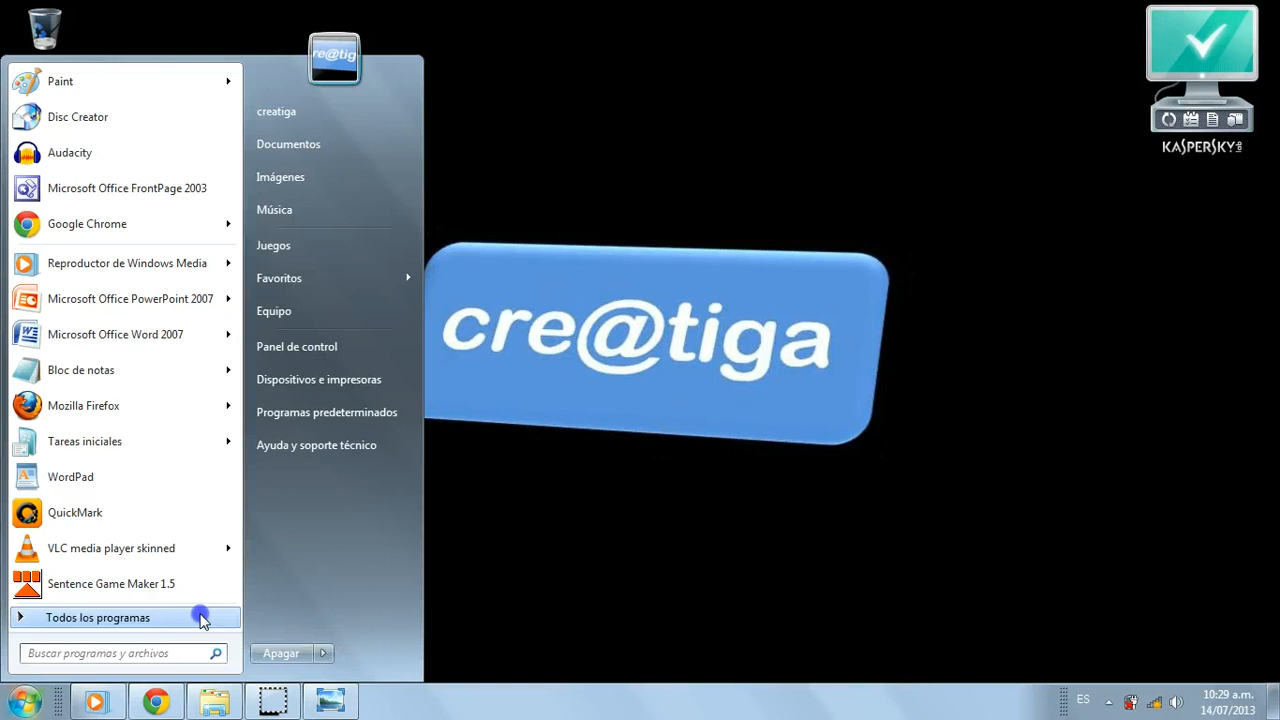 re@tig
KASPERSKY
Paint
Disc Creator
Audacity
Microsoft Office FrontPage 2003
Google Chrome
Reproductor de Windows Media
Microsoft Office PowerPoint 2007
Microsoft Office Word 2007
Bloc de notas
Mozilla Firefox
Tareas iniciales
WordPad
QuickMark
VLC media player skinned
Sentence Game Maker 1.5
Todos los programas
Buscar programas y archivos
creatiga
Documentos
Imágenes
Música
Juegos
Favoritos
Equipo
Panel de control
Dispositivos e impresoras
Programas predeterminados
Ayuda y soporte técnico
Apagar
cre@tiga
ES
10:29 a.m.
14/07/2013